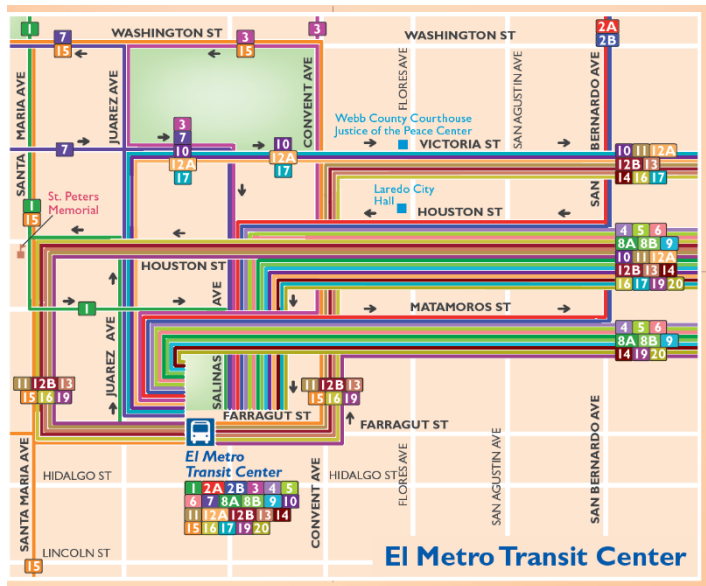 1
7
15
WASHINGTON ST
3
15
3
WASHINGTON ST
2A
2B
SANTA MARIA AVE
JUAREZ AVE
CONVENT AVE
FLORES AVE
SAN AGUSTIN AVE
SAN BERNARDO AVE
Webb County Courthouse
Justice of the Peace Center
7
3
7
10
12A
17
10
12A
17
VICTORIA ST
10 11 12A
12B 13
14 16 17
St. Peters
Memorial
1
15
Laredo City
Hall
HOUSTON ST
HOUSTON ST
4 5 6
8A 8B 9
10 11 12A
12B 13 14
16 17 19 20
1
MATAMOROS ST
4 5 6
8A 8B 9
14 19 20
JUAREZ AVE
SALINAS AVE
11 12B 13
15 16 19
11 12B 13
15 16 19
FARRAGUT ST
FARRAGUT ST
El Metro
Transit Center
1 2A 2B 3 4 5
6 7 8A 8B 9 10
11 12A 12B 13 14
15 16 17 19 20
SANTA MARIA AVE
HIDALGO ST
CONVENT AVE
HIDALGO ST
FLORES AVE
SAN AGUSTIN AVE
SAN BERNARDO AVE
15
LINCOLN ST
El Metro Transit Center